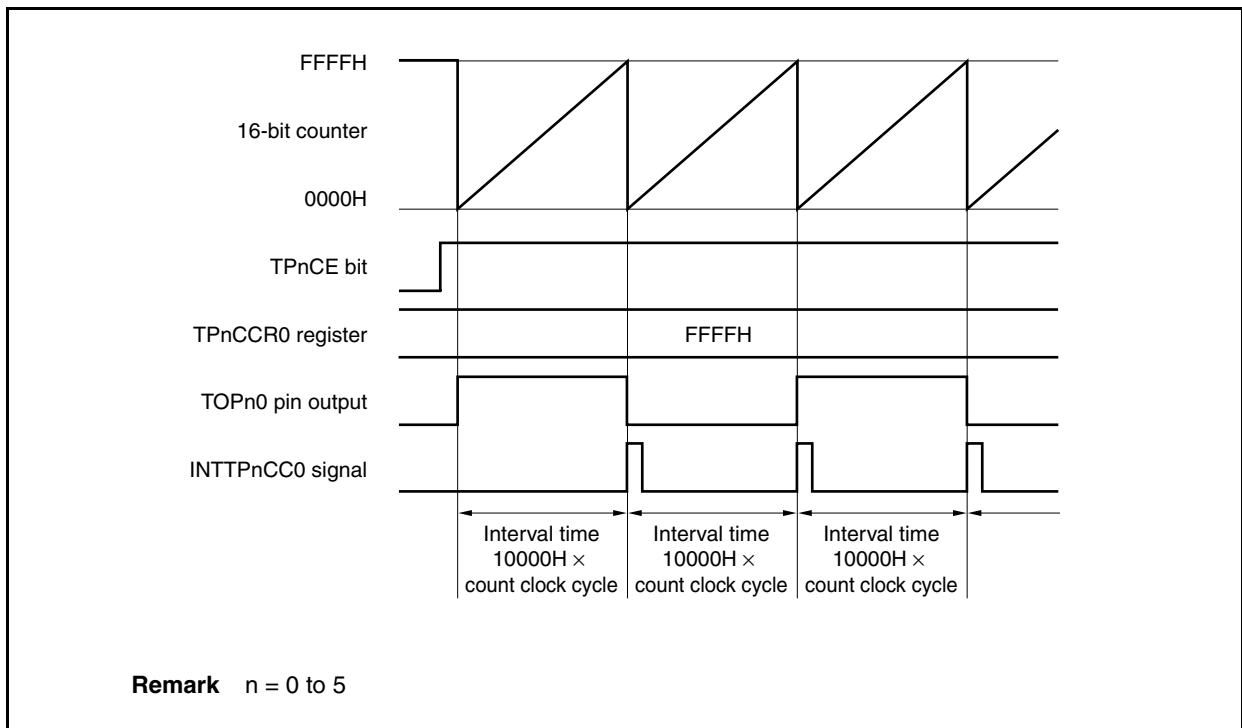 FFFFH
16-bit counter
0000H
TPnCE bit
TPnCCR0 register
FFFFH
TOPn0 pin output
INTTPnCC0 signal
Interval time
10000H ×
count clock cycle
Interval time
10000H ×
count clock cycle
Interval time
10000H ×
count clock cycle
Remark n = 0 to 5